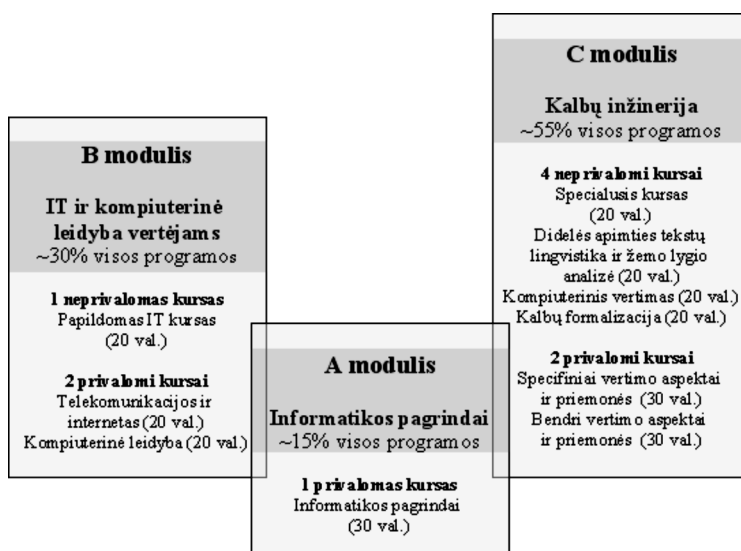 B modulis
IT ir kompiuterinė
leidyba vertėjams
~30% visos programos
1 neprivalomas kursas
Papildomas IT kursas
(20 val.)
2 privalomi kursai
Telekomunikacijos ir
internetas (20 val.)
Kompiuterinė leidyba (20 val.)
A modulis
Informatikos pagrindai
~15% visos programos
1 privalomas kursas
Informatikos pagrindai
(30 val.)
C modulis
Kalbų inžinerija
~55% visos programos
4 neprivalomi kursai
Specialusis kursas
(20 val.)
Didelės apimties tekstų
lingvistika ir žemo lygio
analizė (20 val.)
Kompiuterinis vertimas (20 val.)
Kalbų formalizacija (20 val.)
2 privalomi kursai
Specifiniai vertimo aspektai
ir priemonės (30 val.)
Bendri vertimo aspektai
ir priemonės (30 val.)